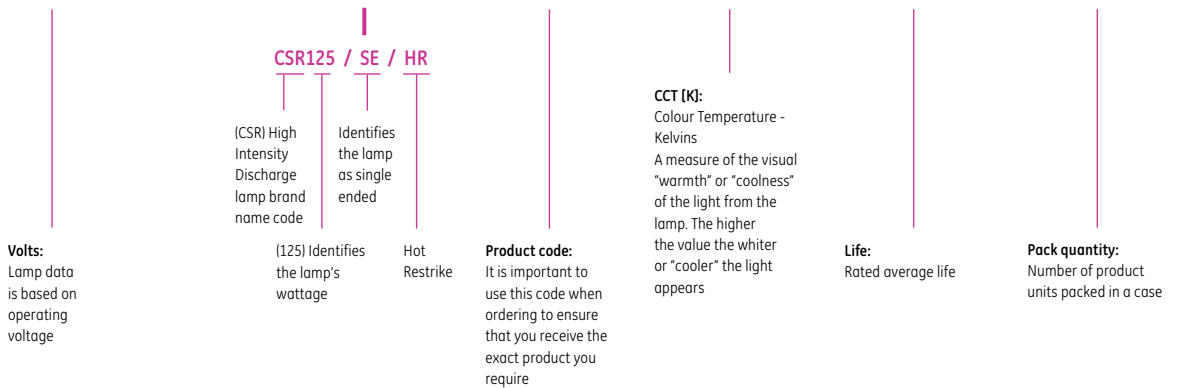 CSR125 / SE / HR
(CSR) High
Intensity
Discharge
lamp brand
name code
Identifies
the lamp
as single
ended
(125) Identifies
the lamp's
wattage
Hot
Restrike
Volts:
Lamp data
is based on
operating
voltage
Product code:
It is important to
use this code when
ordering to ensure
that you receive the
exact product you
require
CCT [K]:
Colour Temperature -
Kelvins
A measure of the visual
"warmth" or "coolness"
of the light from the
lamp. The higher
the value the whiter
or "cooler" the light
appears
Life:
Rated average life
Pack quantity:
Number of product
units packed in a case